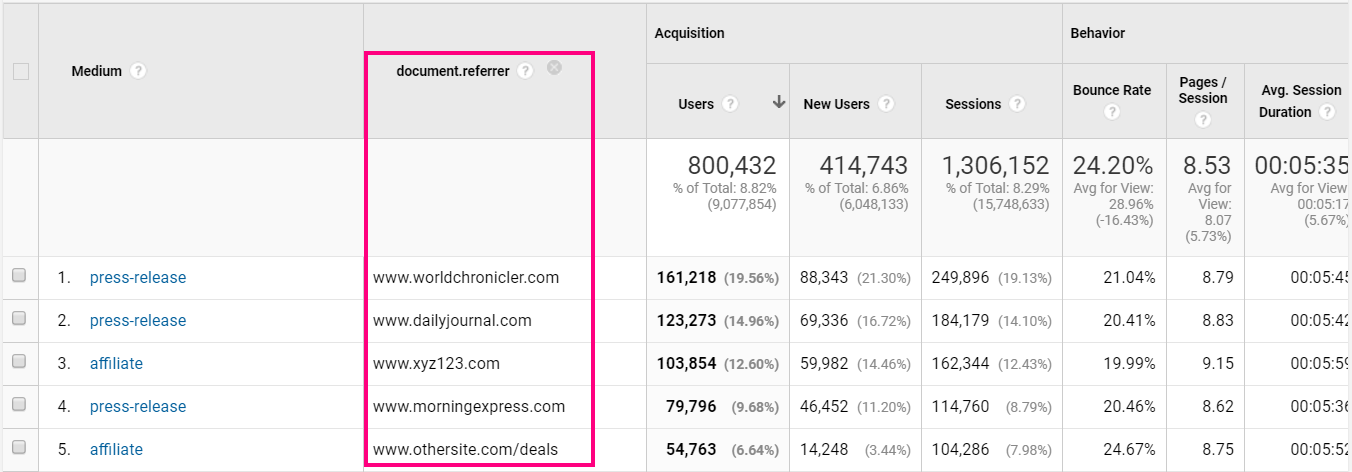 Acquisition
Behavior
Medium ?
document.referrer ?
Users ?
New Users ?
Sessions ?
Bounce Rate
?
Pages /
Session
?
Avg. Session
Duration ?
800,432
% of Total: 8.82%
(9,077,854)
414,743
% of Total: 6.86%
(6,048,133)
1,306,152
% of Total: 8.29%
(15,748,633)
24.20%
Avg for View:
28.96%
(-16.43%)
8.53
Avg for
View:
8.07
(5.73%)
00:05:35
Avg for View
00:05:17
(5.67%)
1. press-release www.worldchronicler.com 161,218 (19.56%) 88,343 (21.30%) 249,896 (19.13%) 21.04% 8.79 00:05:45
2. press-release www.dailyjournal.com 123,273 (14.96%) 69,336 (16.72%) 184,179 (14.10%) 20.41% 8.83 00:05:42
3. affiliate www.xyz123.com 103,854 (12.60%) 59,982 (14.46%) 162,344 (12.43%) 19.99% 9.15 00:05:59
4. press-release www.morningexpress.com 79,796 (9.68%) 46,452 (11.20%) 114,760 (8.79%) 20.46% 8.62 00:05:36
5. affiliate www.othersite.com/deals 54,763 (6.64%) 14,248 (3.44%) 104,286 (7.98%) 24.67% 8.75 00:05:52